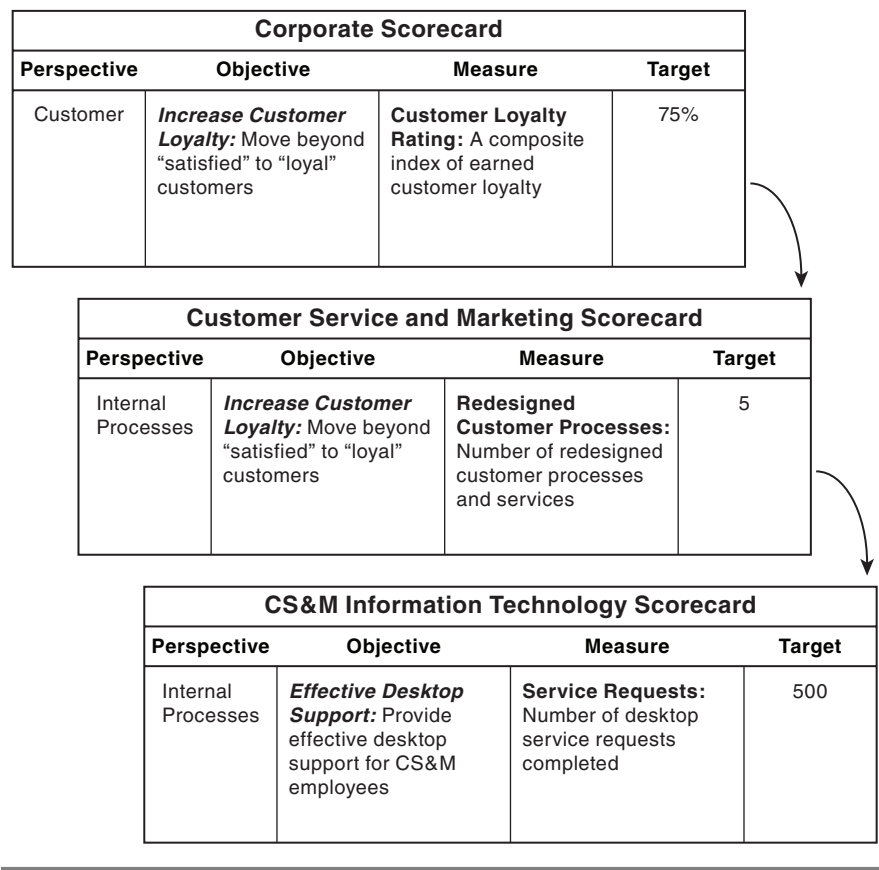 Corporate Scorecard
Perspective Objective Measure Target
Customer
Increase Customer
Loyalty: Move beyond
“satisfied” to “loyal”
customers
Customer Loyalty
Rating: A composite
index of earned
customer loyalty
75%
Customer Service and Marketing Scorecard
Perspective Objective Measure Target
Internal
Processes
Increase Customer
Loyalty: Move beyond
“satisfied” to “loyal”
customers
Redesigned
Customer Processes:
Number of redesigned
customer processes
and services
5
CS&M Information Technology Scorecard
Perspective Objective Measure Target
Internal
Processes
Effective Desktop
Support: Provide
effective desktop
support for CS&M
employees
Service Requests:
Number of desktop
service requests
completed
500